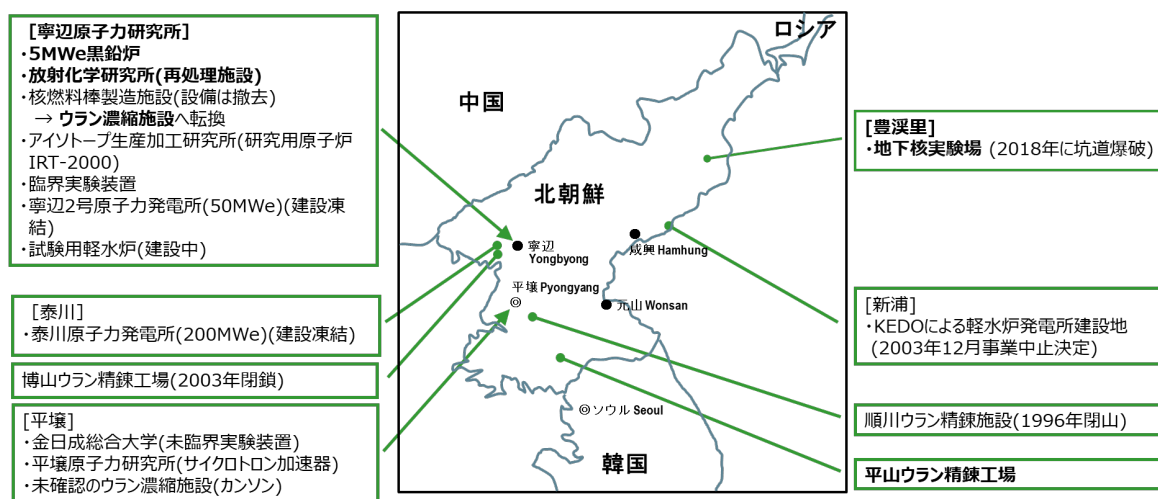 [寧辺原子力研究所]
・5MWe黒鉛炉
・放射化学研究所(再処理施設)
・核燃料棒製造施設(設備は撤去)
→ ウラン濃縮施設へ転換
・アイソトープ生産加工研究所(研究用原子炉
IRT-2000)
・臨界実験装置
・寧辺2号原子力発電所(50MWe)(建設凍
結)
・試験用軽水炉(建設中)
[泰川]
・泰川原子力発電所(200MWe)(建設凍結)
博山ウラン精錬工場(2003年閉鎖)
[平壌]
・金日成総合大学(未臨界実験装置)
・平壌原子力研究所(サイクロトロン加速器)
・未確認のウラン濃縮施設(カンソン)
ロシア
中国
北朝鮮
寧辺
Yongbyong
咸興 Hamhung
平壌 Pyongyang
元山 Wonsan
ソウル Seoul
韓国
[豊渓里]
・地下核実験場 (2018年に坑道爆破)
[新浦]
・KEDOによる軽水炉発電所建設地
(2003年12月事業中止決定)
順川ウラン精錬施設(1996年閉山)
平山ウラン精錬工場